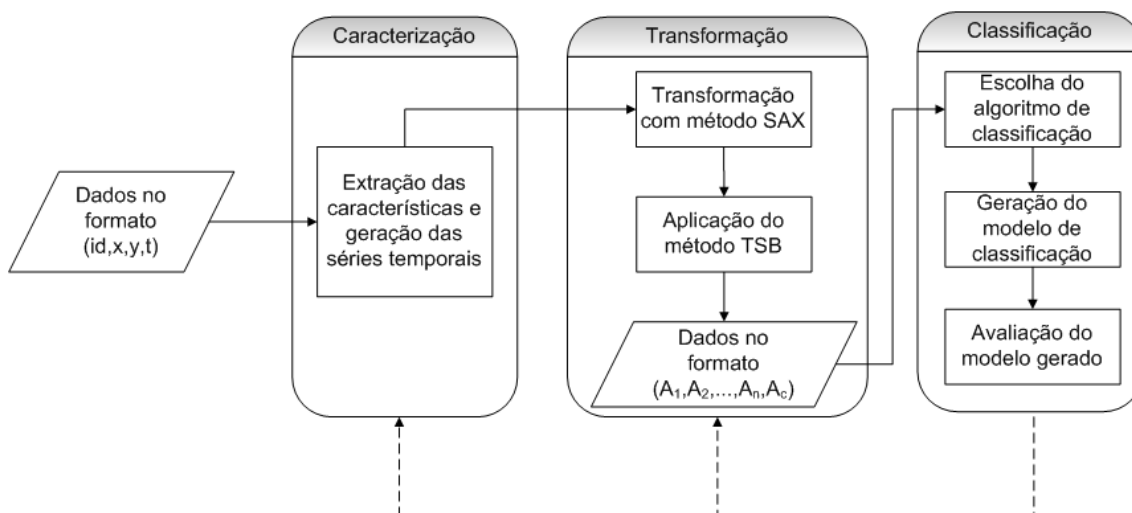 Caracterização
Transformação
Classificação
Dados no
formato
(id,x,y,t)
Extração das
características e
geração das
séries temporais
Transformação
com método SAX
Aplicação do
método TSB
Dados no
formato
(A₁,A₂,...,Aₙ,A_c)
Escolha do
algoritmo de
classificação
Geração do
modelo de
classificação
Avaliação do
modelo gerado